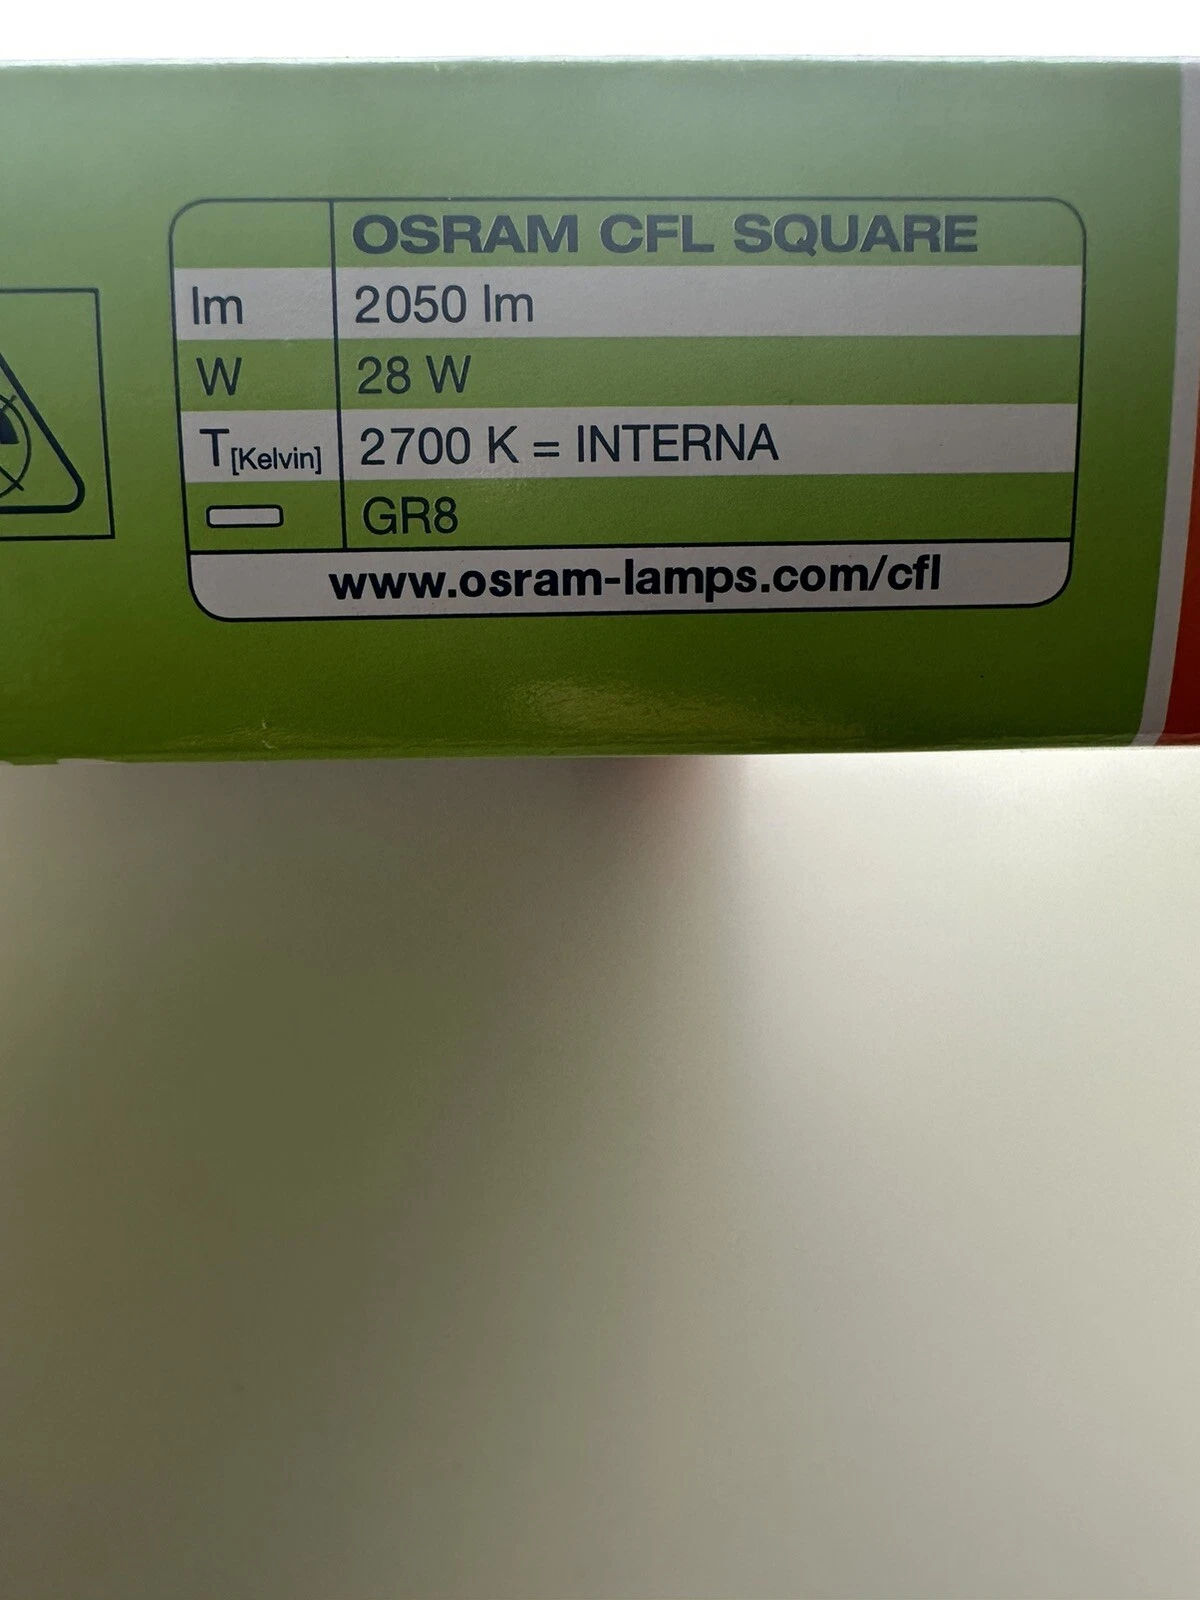 OSRAM CFL SQUARE
lm 2050 lm
W 28 W
T[Kelvin] 2700 K = INTERNA
GR8
www.osram-lamps.com/cfl